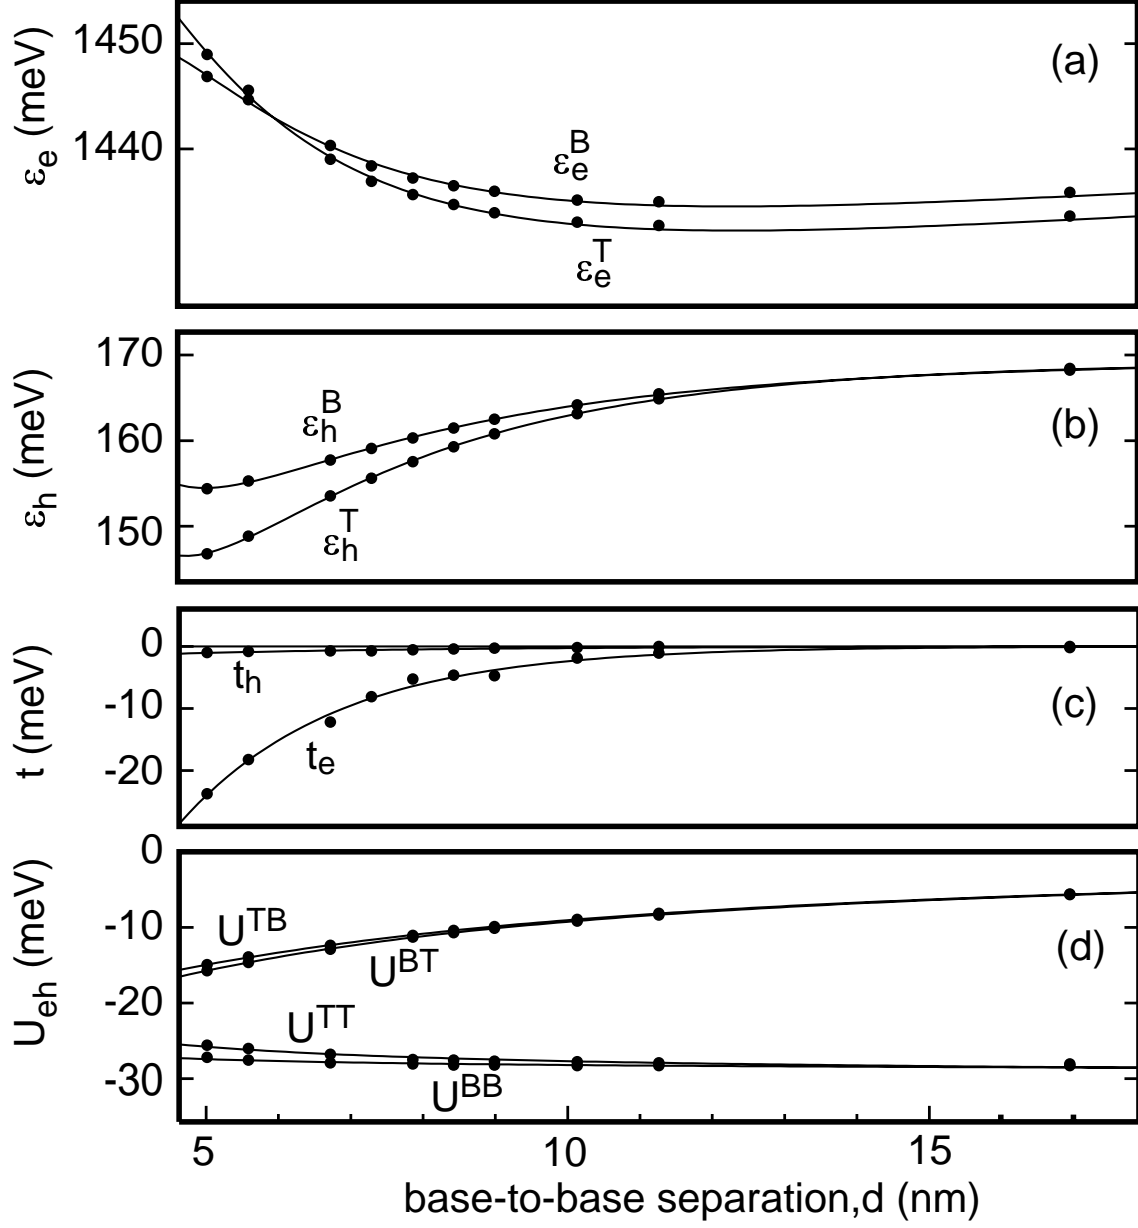 ε_e (meV)
1450
1440
(a)
ε_e^B
ε_e^T
ε_h (meV)
170
160
150
(b)
ε_h^B
ε_h^T
t (meV)
0
-10
-20
(c)
t_h
t_e
U_eh (meV)
0
-10
-20
-30
(d)
U^TB
U^BT
U^TT
U^BB
5 10 15
base-to-base separation,d (nm)